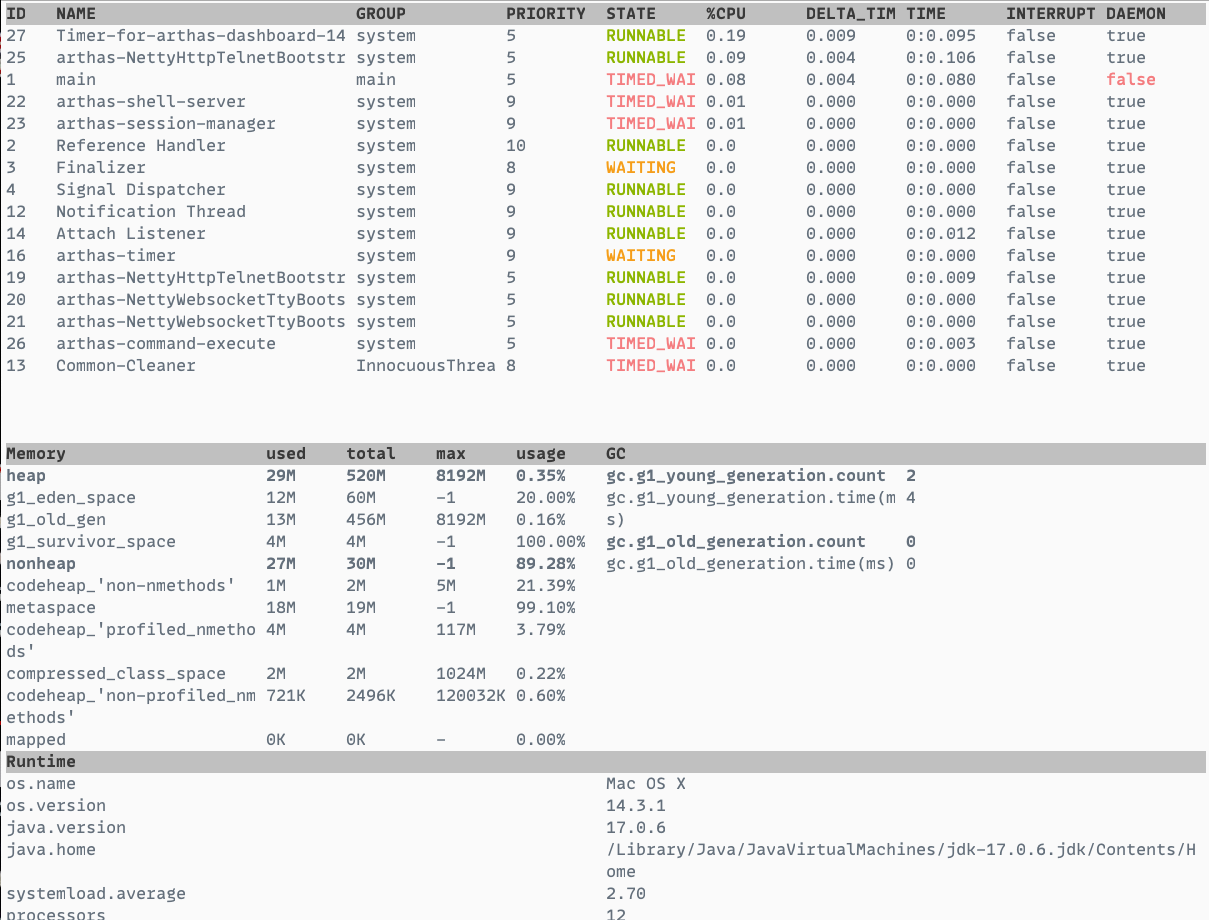 ID NAME GROUP PRIORITY STATE %CPU DELTA_TIM TIME INTERRUPT DAEMON
27 Timer-for-arthas-dashboard-14 system 5 RUNNABLE 0.19 0.009 0:0.095 false true
25 arthas-NettyHttpTelnetBootstr system 5 RUNNABLE 0.09 0.004 0:0.106 false true
1 main main 5 TIMED_WAI 0.08 0.004 0:0.080 false false
22 arthas-shell-server system 9 TIMED_WAI 0.01 0.000 0:0.000 false true
23 arthas-session-manager system 9 TIMED_WAI 0.01 0.000 0:0.000 false true
2 Reference Handler system 10 RUNNABLE 0.0 0.000 0:0.000 false true
3 Finalizer system 8 WAITING 0.0 0.000 0:0.000 false true
4 Signal Dispatcher system 9 RUNNABLE 0.0 0.000 0:0.000 false true
12 Notification Thread system 9 RUNNABLE 0.0 0.000 0:0.000 false true
14 Attach Listener system 9 RUNNABLE 0.0 0.000 0:0.012 false true
16 arthas-timer system 9 WAITING 0.0 0.000 0:0.000 false true
19 arthas-NettyHttpTelnetBootstr system 5 RUNNABLE 0.0 0.000 0:0.009 false true
20 arthas-NettyWebsocketTtyBoots system 5 RUNNABLE 0.0 0.000 0:0.000 false true
21 arthas-NettyWebsocketTtyBoots system 5 RUNNABLE 0.0 0.000 0:0.000 false true
26 arthas-command-execute system 5 TIMED_WAI 0.0 0.000 0:0.003 false true
13 Common-Cleaner InnocuousThrea 8 TIMED_WAI 0.0 0.000 0:0.000 false true
Memory used total max usage GC
heap 29M 520M 8192M 0.35% gc.g1_young_generation.count 2
g1_eden_space 12M 60M -1 20.00% gc.g1_young_generation.time(m 4
g1_old_gen 13M 456M 8192M 0.16% s)
g1_survivor_space 4M 4M -1 100.00% gc.g1_old_generation.count 0
nonheap 27M 30M -1 89.28% gc.g1_old_generation.time(ms) 0
codeheap_'non-nmethods' 1M 2M 5M 21.39%
metaspace 18M 19M -1 99.10%
codeheap_'profiled_nmetho 4M 4M 117M 3.79%
ds'
compressed_class_space 2M 2M 1024M 0.22%
codeheap_'non-profiled_nm 721K 2496K 120032K 0.60%
ethods'
mapped 0K 0K - 0.00%
Runtime
os.name Mac OS X
os.version 14.3.1
java.version 17.0.6
java.home /Library/Java/JavaVirtualMachines/jdk-17.0.6.jdk/Contents/H
ome
systemload.average 2.70
processors 12